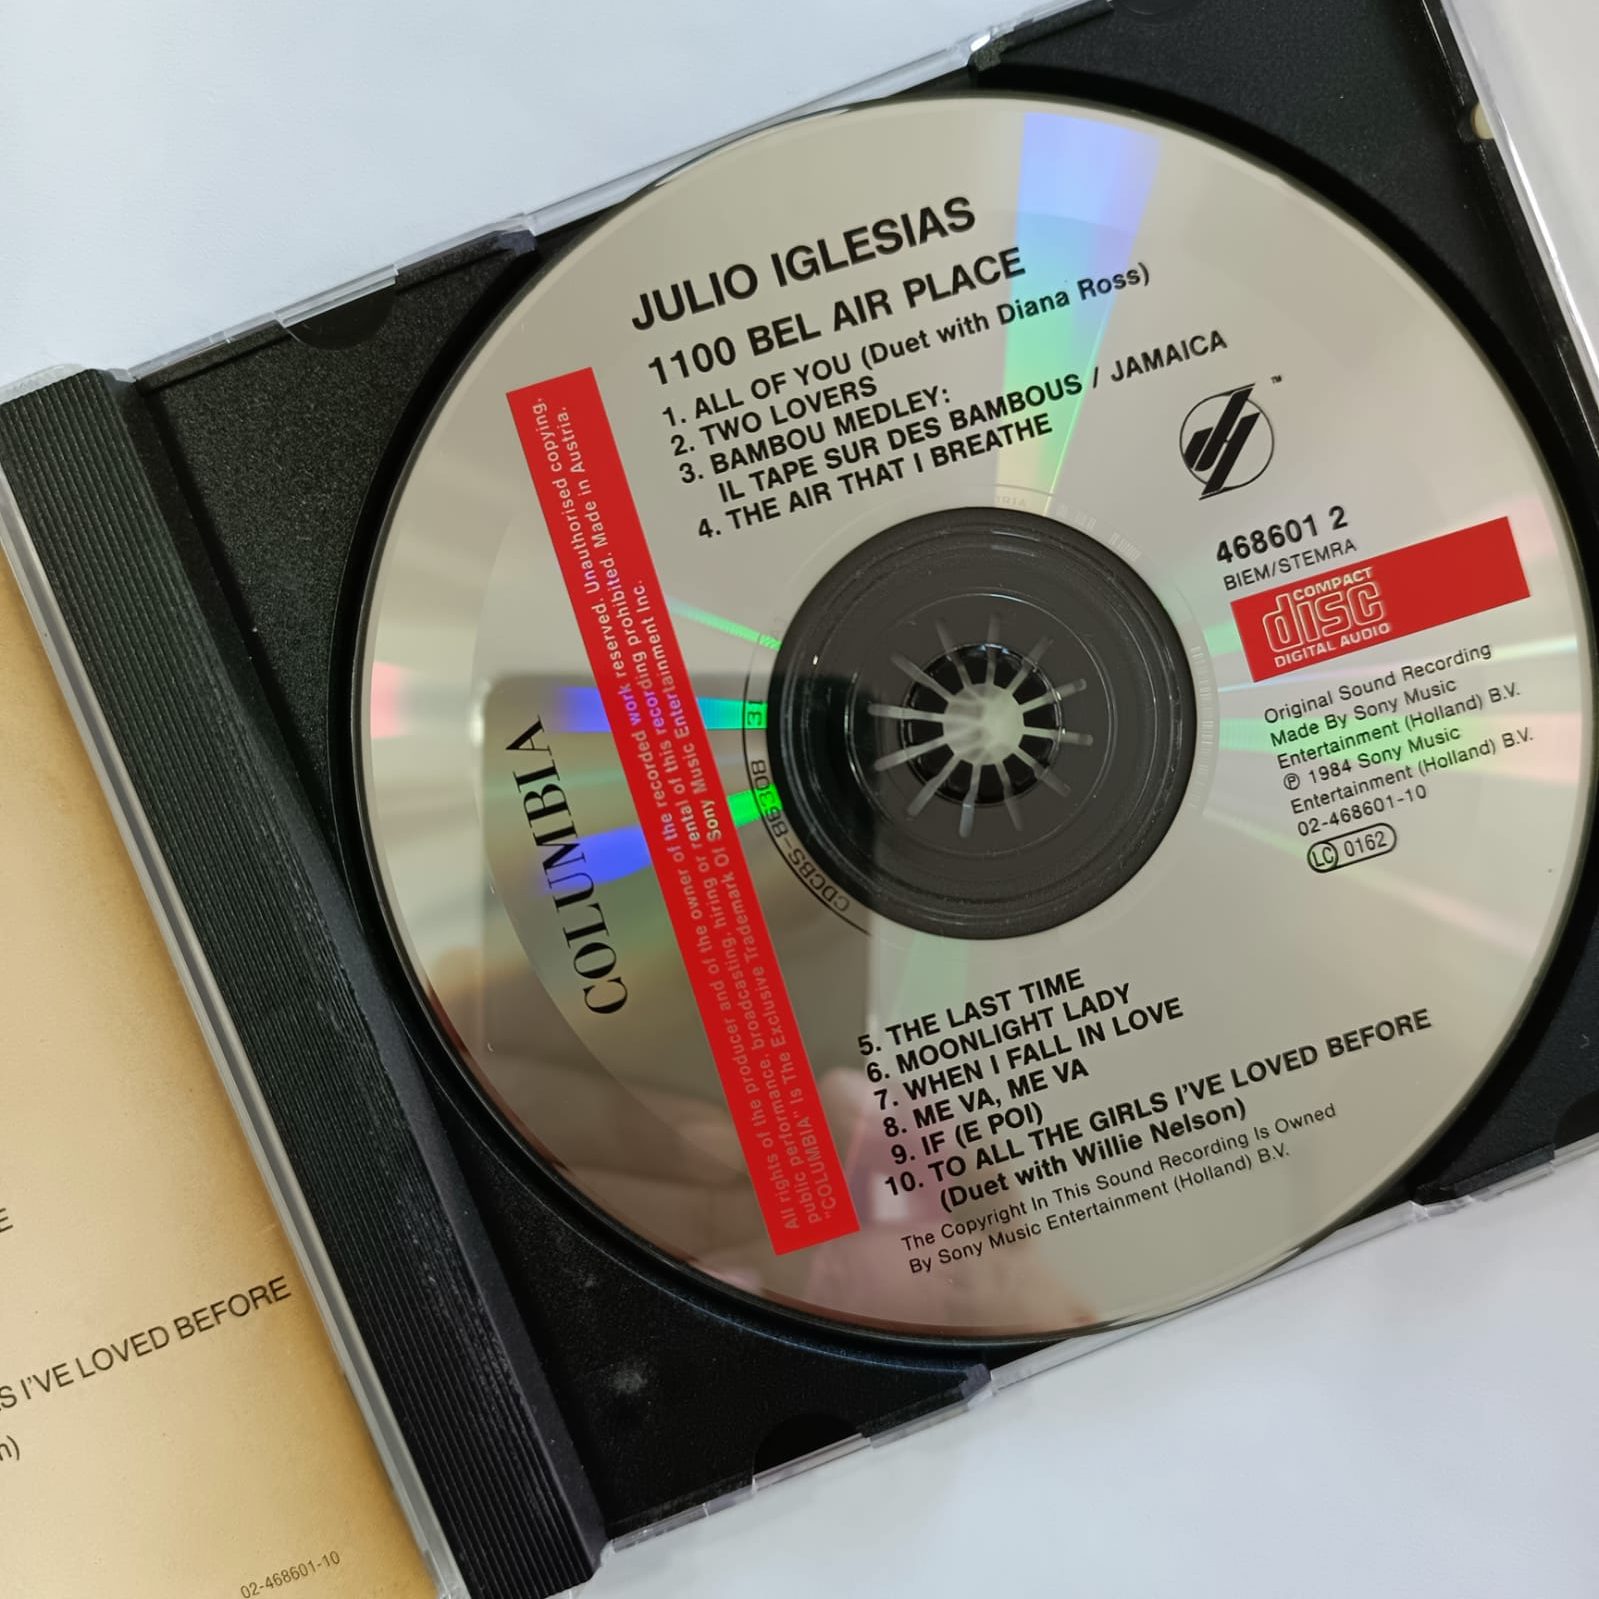 JULIO IGLESIAS
1100 BEL AIR PLACE
1. ALL OF YOU (Duet with Diana Ross)
2. TWO LOVERS
3. BAMBOU MEDLEY:
IL TAPE SUR DES BAMBOUS / JAMAICA
4. THE AIR THAT I BREATHE
TM
468601 2
BIEM/STEMRA
COMPACT
disc
DIGITAL AUDIO
Original Sound Recording
Made By Sony Music
Entertainment (Holland) B.V.
℗ 1984 Sony Music
Entertainment (Holland) B.V.
02-468601-10
LC 0162
COLUMBIA
All rights of the producer and of the owner of the recorded work reserved. Unauthorised copying,
public performance, broadcasting, hiring or rental of this recording prohibited. Made in Austria.
"COLUMBIA" Is The Exclusive Trademark Of Sony Music Entertainment Inc.
CDCBS-86308 31
5. THE LAST TIME
6. MOONLIGHT LADY
7. WHEN I FALL IN LOVE
8. ME VA, ME VA
9. IF (E POI)
10. TO ALL THE GIRLS I'VE LOVED BEFORE
(Duet with Willie Nelson)
The Copyright In This Sound Recording Is Owned
By Sony Music Entertainment (Holland) B.V.
E
S I'VE LOVED BEFORE
n)
02-468601-10